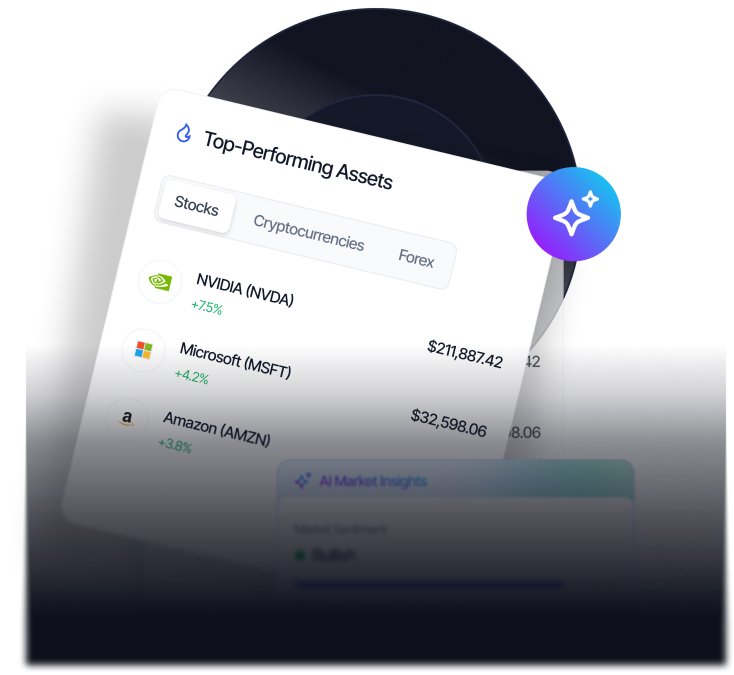 Top-Performing Assets
Stocks Cryptocurrencies Forex
NVIDIA (NVDA)
+7.5%
$211,887.42
42
Microsoft (MSFT)
+4.2%
$32,598.06
8.06
Amazon (AMZN)
+3.8%
AI Market Insights
Market Sentiment
Bullish